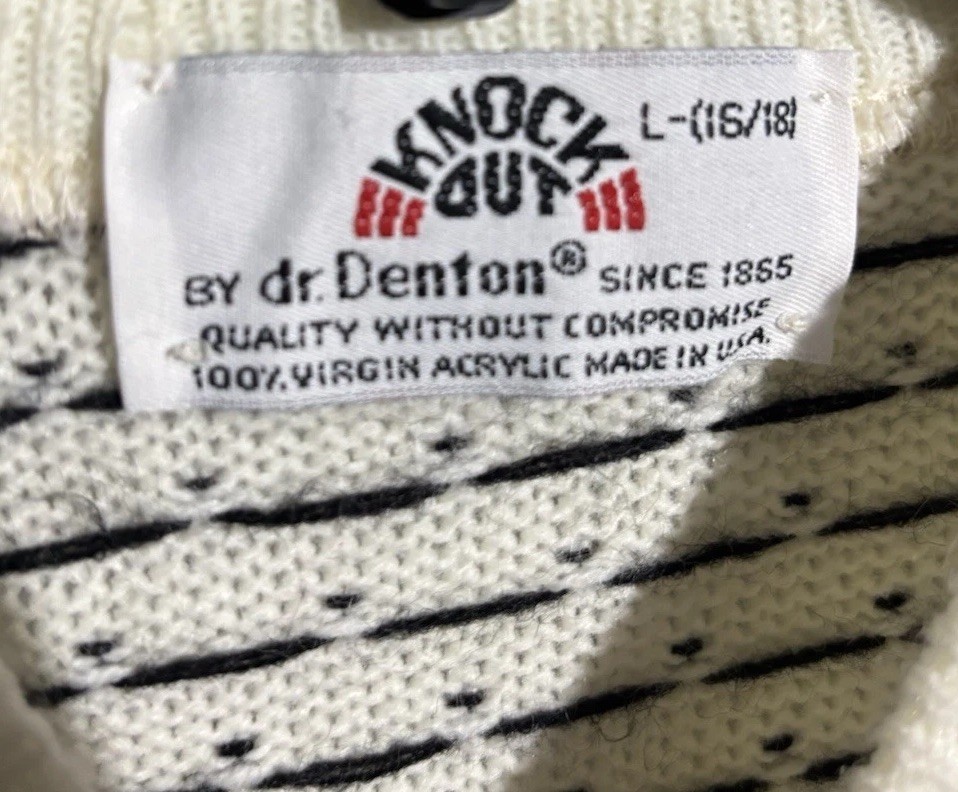 KNOCK
OUT
L-(16/18)
BY dr. Denton® SINCE 1865
QUALITY WITHOUT COMPROMISE
100% VIRGIN ACRYLIC MADE IN U.S.A.